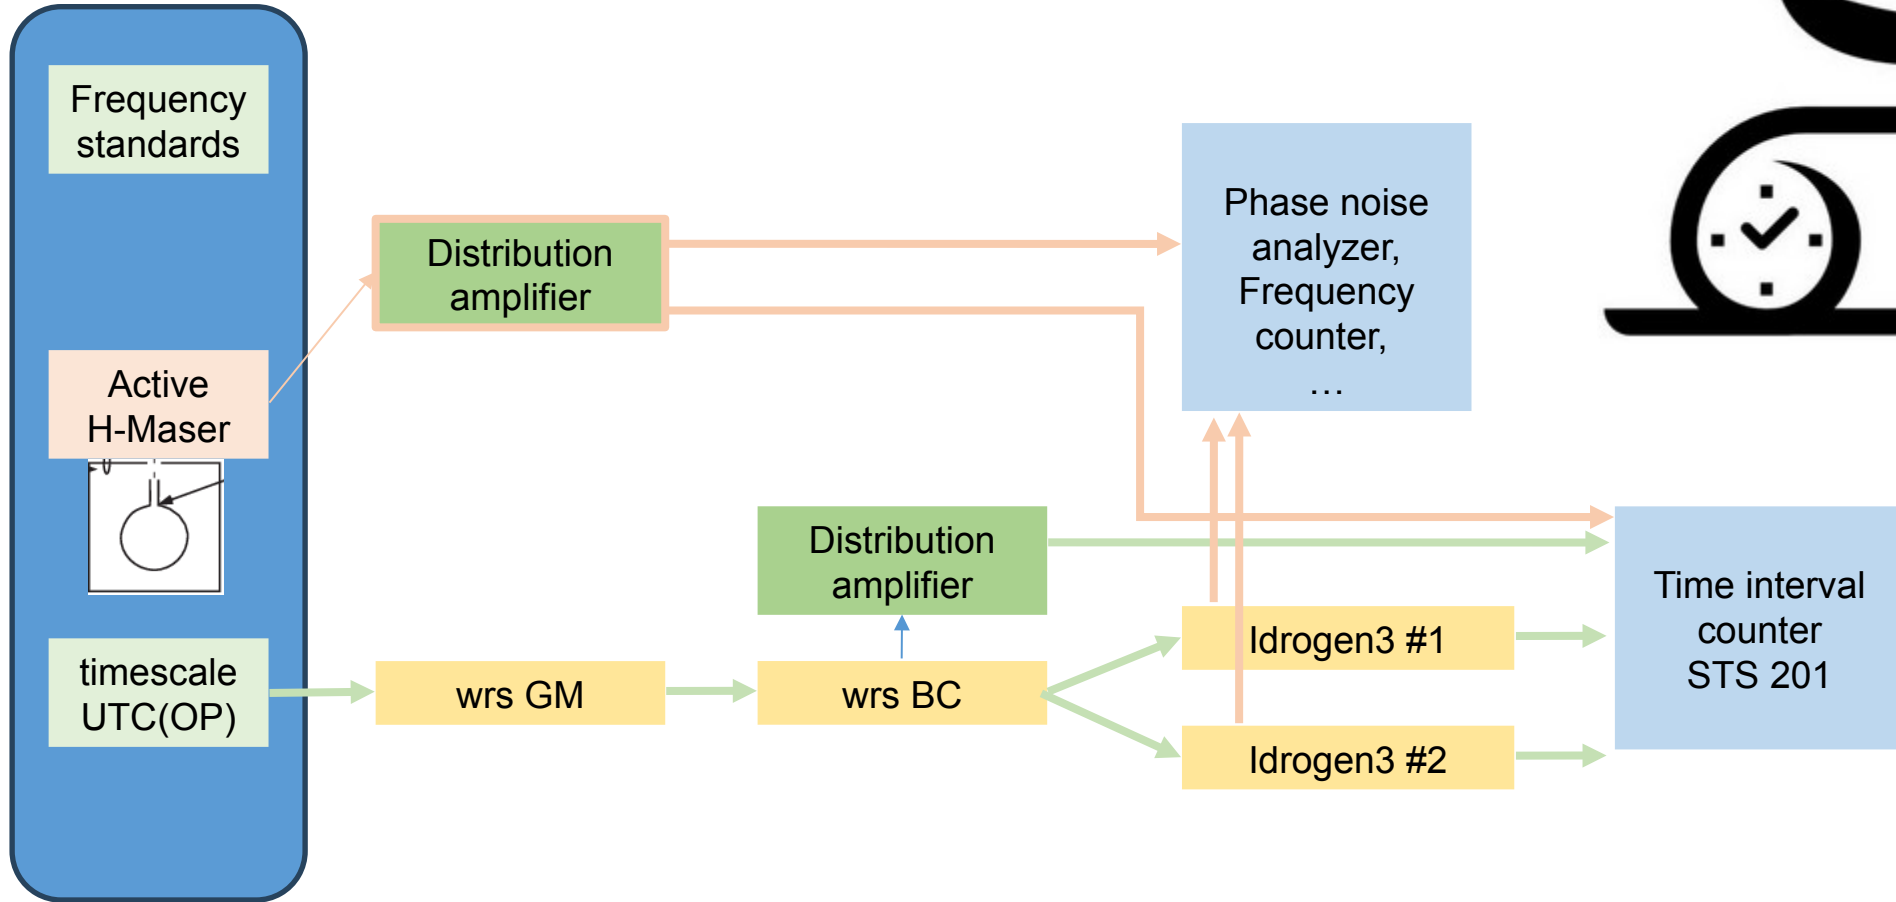 Frequency
standards
Active
H-Maser
timescale
UTC(OP)
Distribution
amplifier
wrs GM
Distribution
amplifier
wrs BC
Phase noise
analyzer,
Frequency
counter,
…
Idrogen3 #1
Idrogen3 #2
Time interval
counter
STS 201